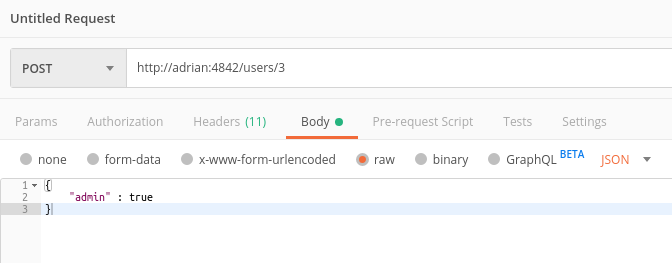 Untitled Request
POST http://adrian:4842/users/3
Params Authorization Headers (11) Body Pre-request Script Tests Settings
none form-data x-www-form-urlencoded raw binary GraphQL BETA JSON
1 {
2 "admin" : true
3 }